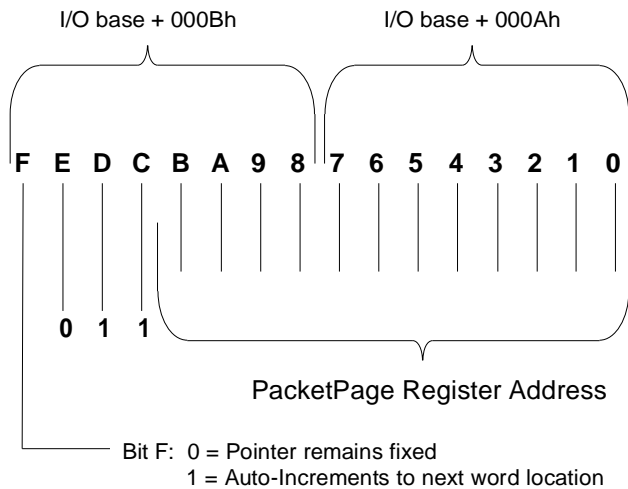 I/O base + 000Bh I/O base + 000Ah
F E D C B A 9 8 7 6 5 4 3 2 1 0
0 1 1
PacketPage Register Address
Bit F: 0 = Pointer remains fixed
1 = Auto-Increments to next word location